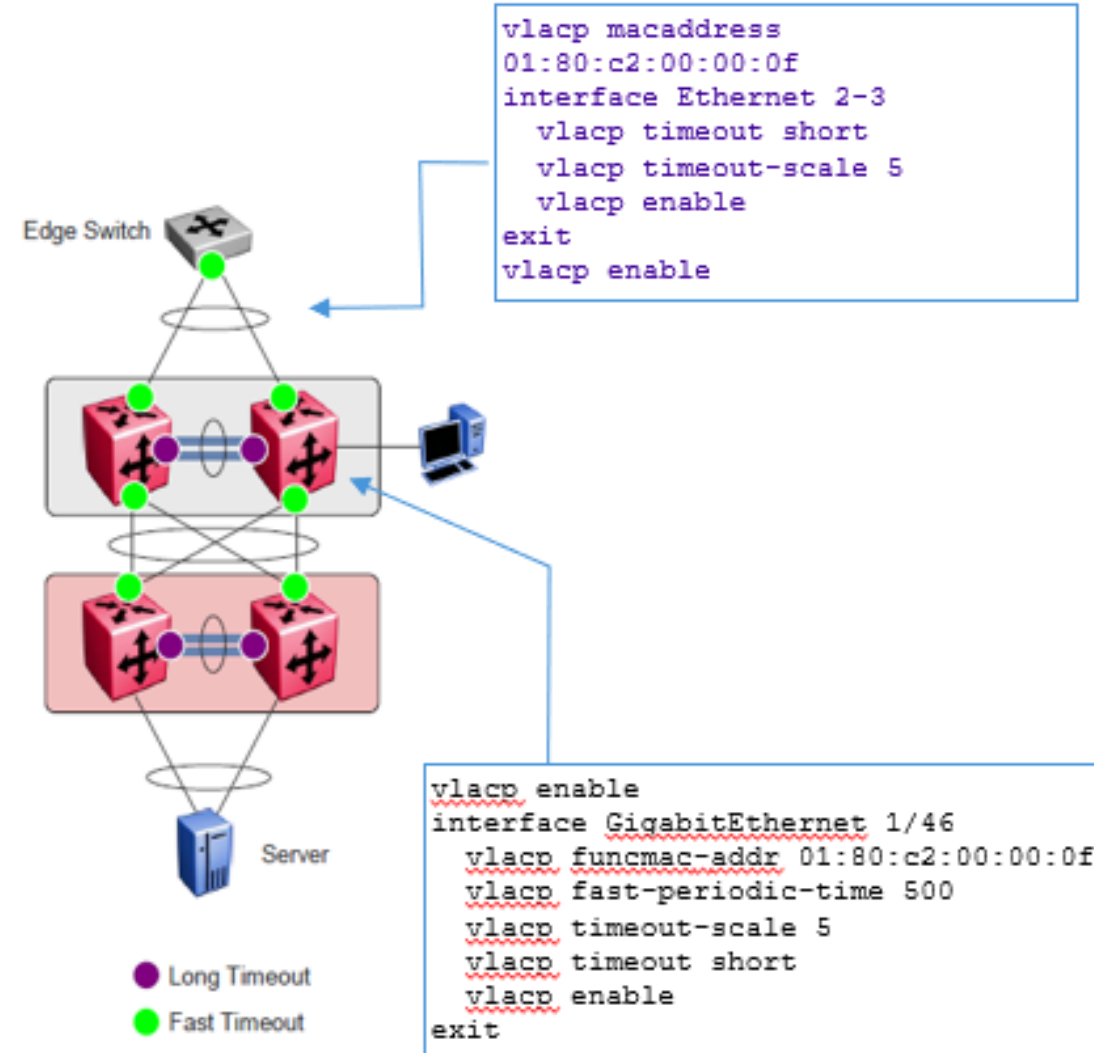 vlacp macaddress
01:80:c2:00:00:0f
interface Ethernet 2-3
vlacp timeout short
vlacp timeout-scale 5
vlacp enable
exit
vlacp enable
Edge Switch
Server
Long Timeout
Fast Timeout
vlacp enable
interface GigabitEthernet 1/46
vlacp funcmac-addr 01:80:c2:00:00:0f
vlacp fast-periodic-time 500
vlacp timeout-scale 5
vlacp timeout short
vlacp enable
exit